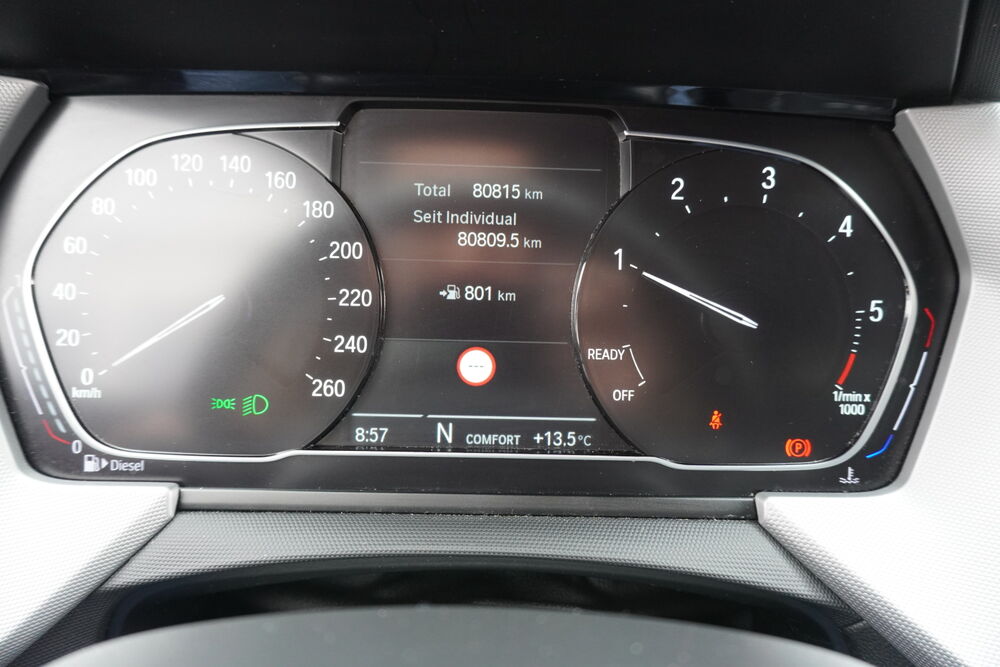 0
20
40
60
80
100
120
140
160
180
200
220
240
260
km/h
Total 80815 km
Seit Individual
80809.5 km
801 km
---
8:57 N COMFORT +13.5°C
1
2
3
4
5
READY
OFF
1/min x
1000
P
1
0
Diesel